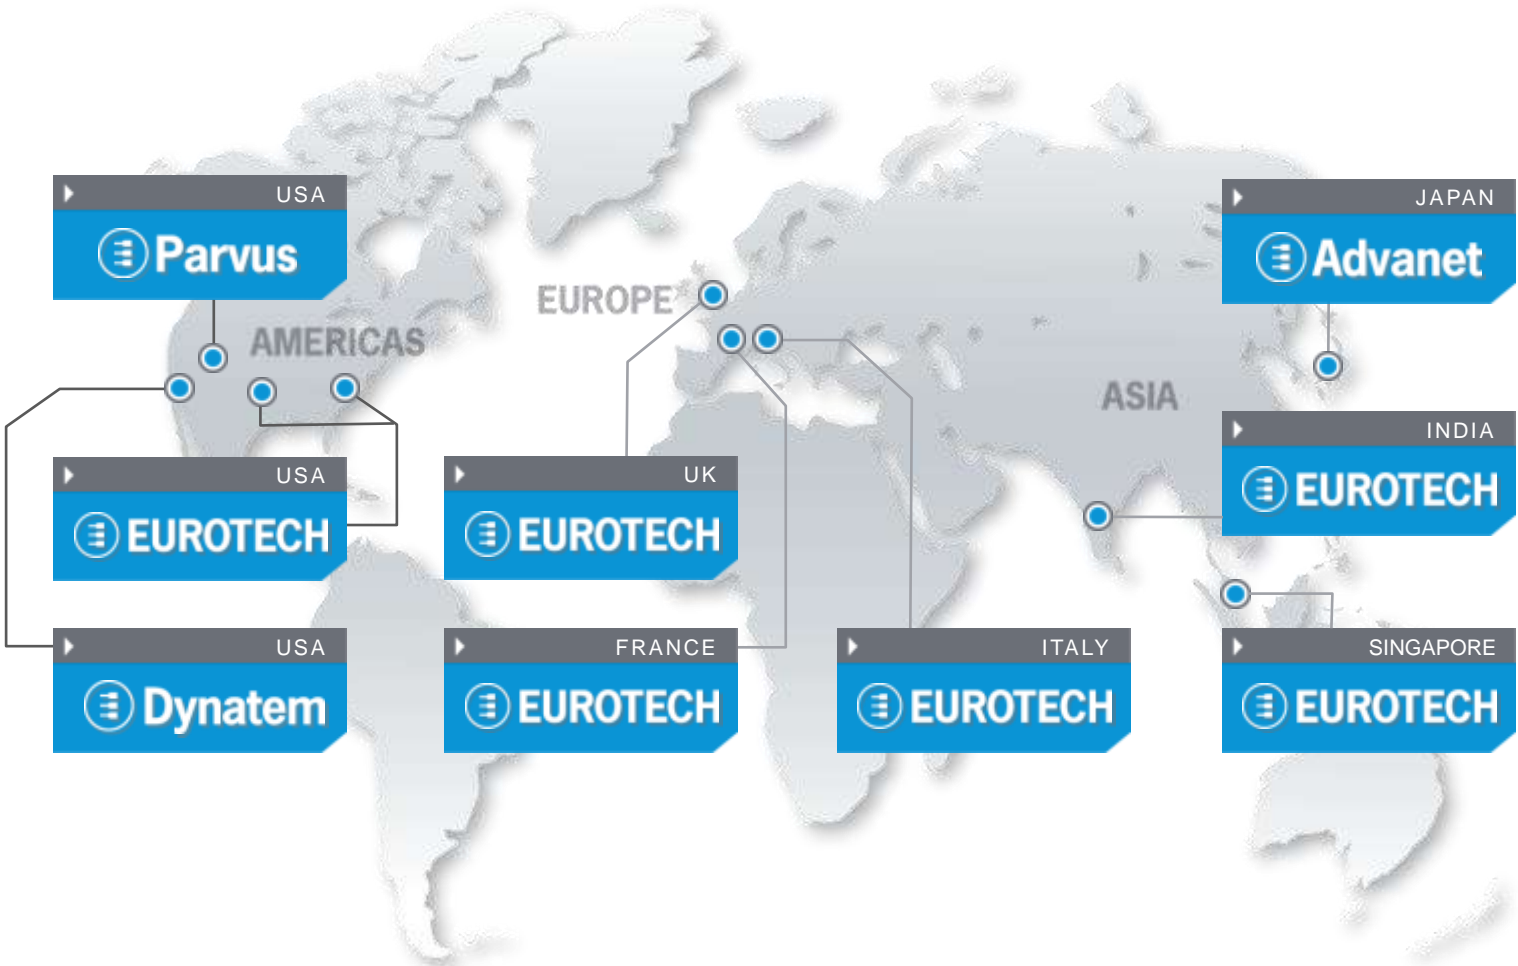 USA
Parvus
JAPAN
Advanet
EUROPE
AMERICAS
ASIA
INDIA
EUROTECH
USA
EUROTECH
UK
EUROTECH
USA
Dynatem
FRANCE
EUROTECH
ITALY
EUROTECH
SINGAPORE
EUROTECH